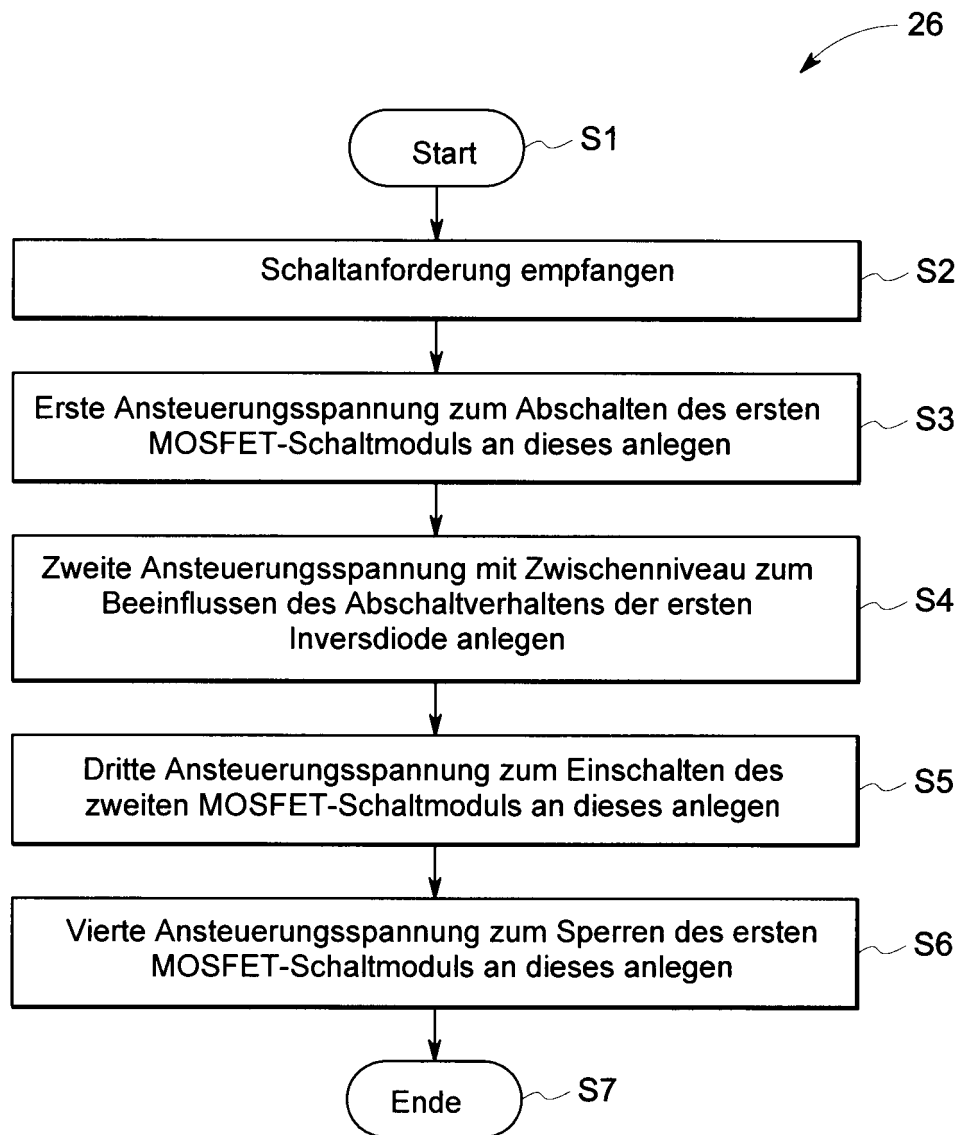 26
Start
S1
Schaltanforderung empfangen
S2
Erste Ansteuerungsspannung zum Abschalten des ersten
MOSFET-Schaltmoduls an dieses anlegen
S3
Zweite Ansteuerungsspannung mit Zwischenniveau zum
Beeinflussen des Abschaltverhaltens der ersten
Inversdiode anlegen
S4
Dritte Ansteuerungsspannung zum Einschalten des
zweiten MOSFET-Schaltmoduls an dieses anlegen
S5
Vierte Ansteuerungsspannung zum Sperren des ersten
MOSFET-Schaltmoduls an dieses anlegen
S6
Ende
S7